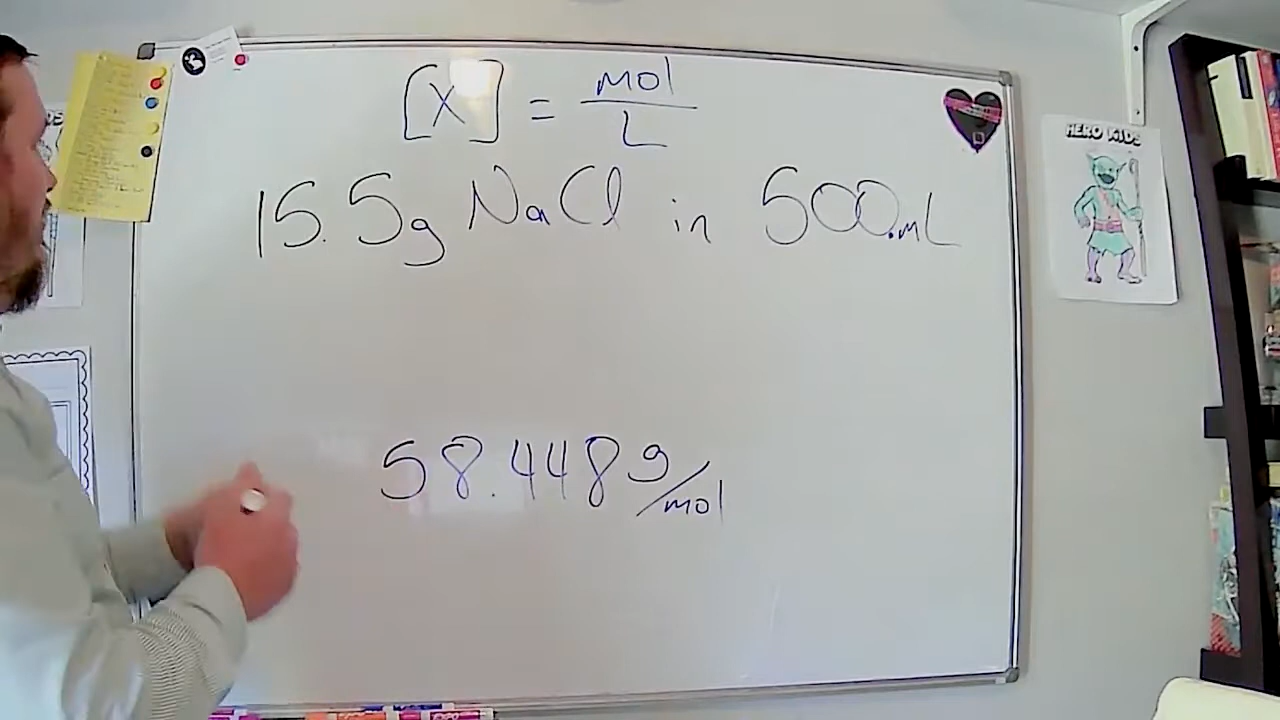 [X] = mol/L
15.5g NaCl in 500.mL
58.448 g/mol
HERO KIDS